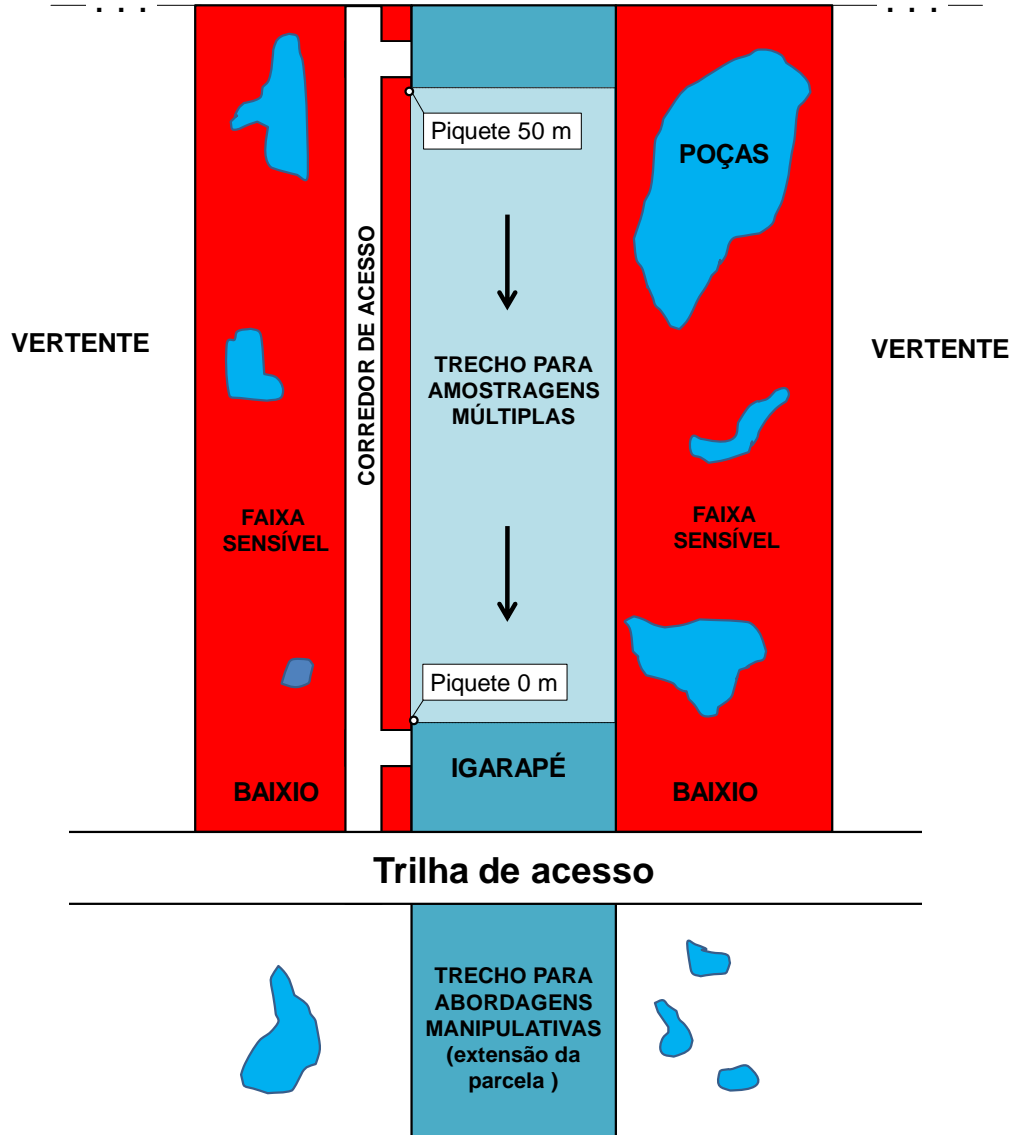 . . .
. . .
Piquete 50 m
POÇAS
CORREDOR DE ACESSO
VERTENTE
VERTENTE
TRECHO PARA
AMOSTRAGENS
MÚLTIPLAS
FAIXA
SENSÍVEL
FAIXA
SENSÍVEL
Piquete 0 m
IGARAPÉ
BAIXIO
BAIXIO
Trilha de acesso
TRECHO PARA
ABORDAGENS
MANIPULATIVAS
(extensão da
parcela )